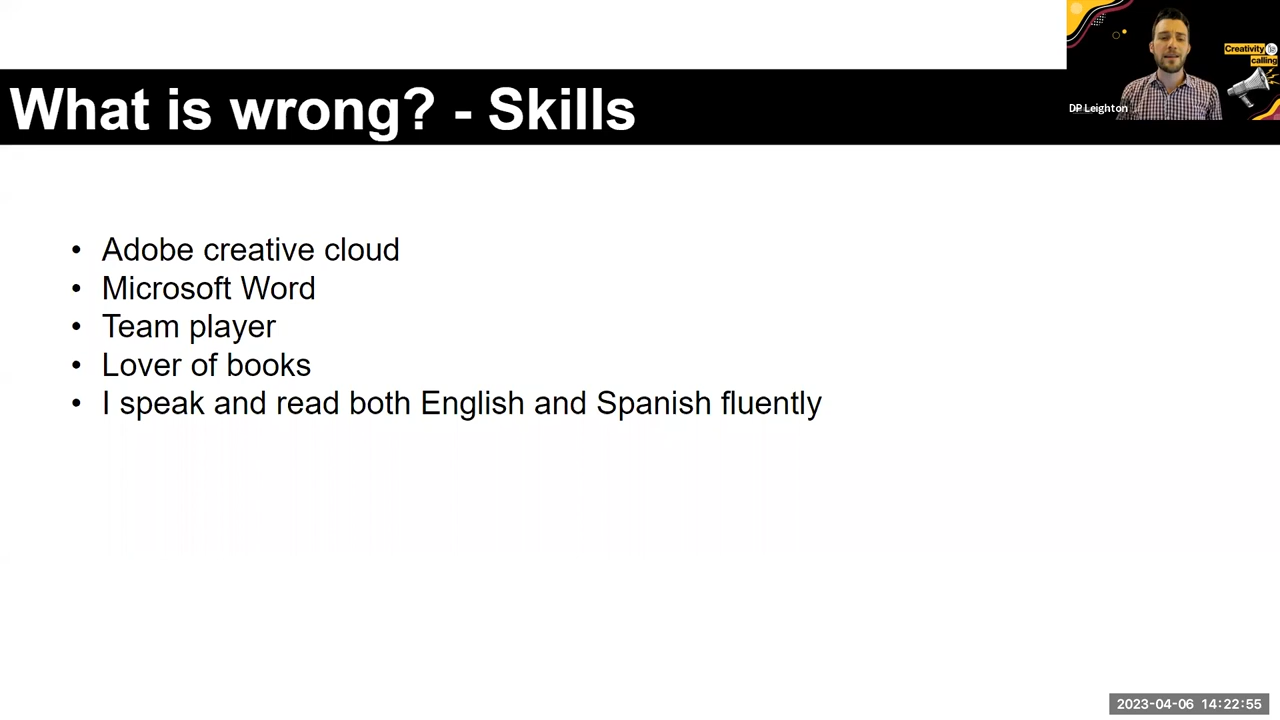 What is wrong? - Skills
Creativity is
calling
DP Leighton
• Adobe creative cloud
• Microsoft Word
• Team player
• Lover of books
• I speak and read both English and Spanish fluently
2023-04-06 14:22:55